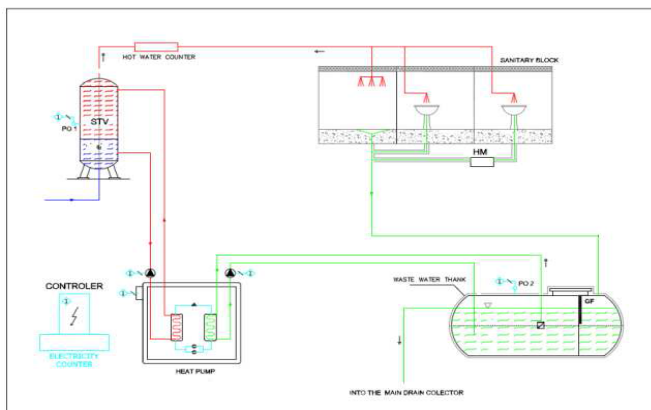 HOT WATER COUNTER
SANITARY BLOCK
STV
PO 1
HM
CONTROLER
ELECTRICITY
COUNTER
HEAT PUMP
WASTE WATER THANK
PO 2
GF
INTO THE MAIN DRAIN COLECTOR